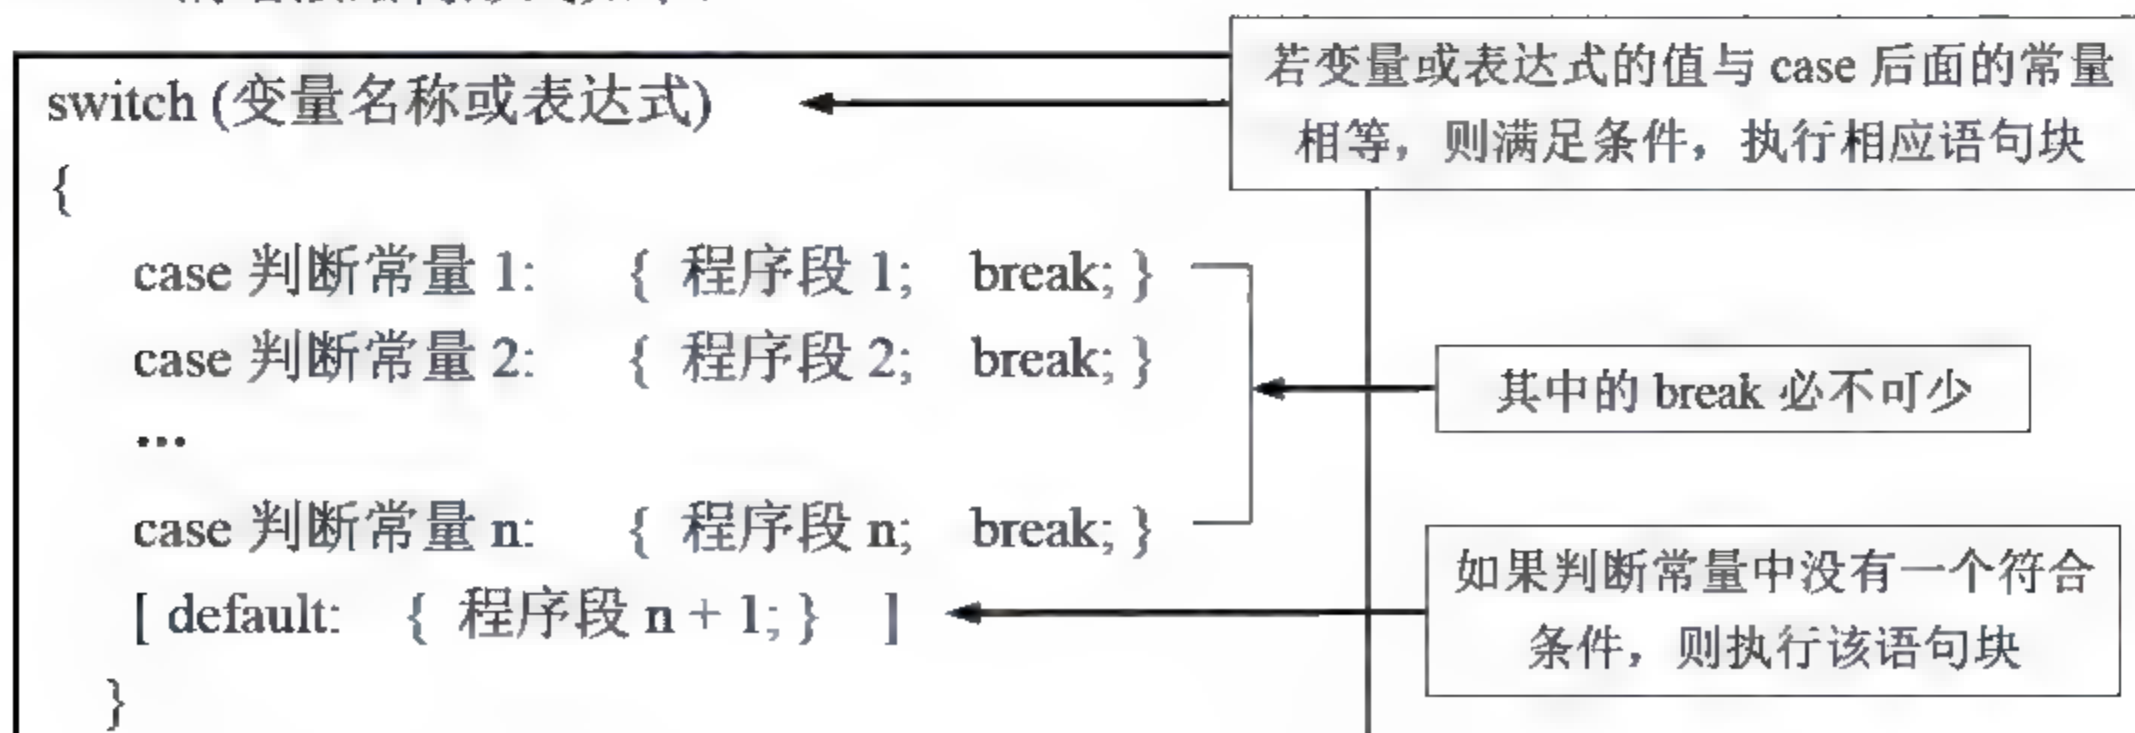 switch (变量名称或表达式)
若变量或表达式的值与 case 后面的常量
相等，则满足条件，执行相应语句块
{
case 判断常量 1: { 程序段 1; break; }
case 判断常量 2: { 程序段 2; break; }
其中的 break 必不可少
...
case 判断常量 n: { 程序段 n; break; }
[ default: { 程序段 n + 1; } ]
如果判断常量中没有一个符合
条件，则执行该语句块
}